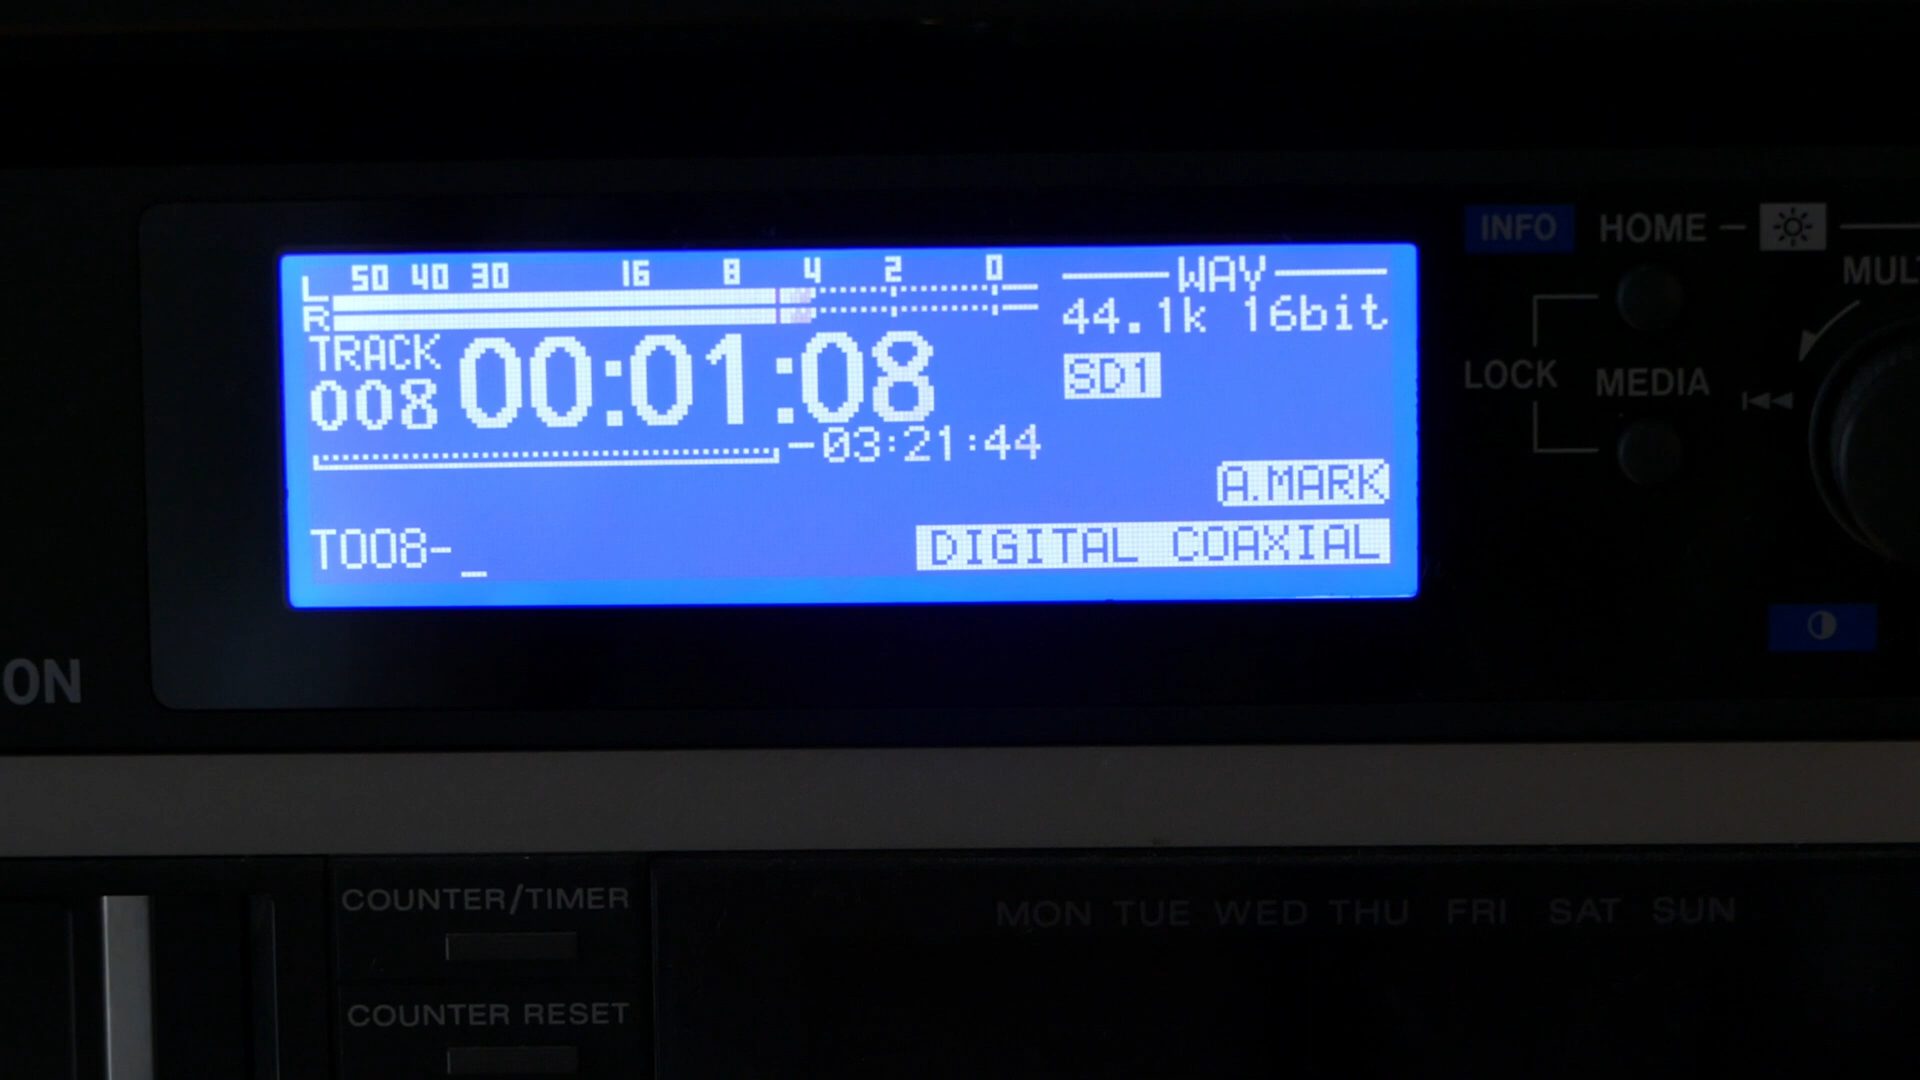 50 40 30 16 8 4 2 0
L
R
WAV
44.1k 16bit
TRACK
008 00:01:08
SD1
-03:21:44
A.MARK
T008-_
DIGITAL COAXIAL
INFO HOME
MULT
LOCK MEDIA
ON
COUNTER/TIMER
MON TUE WED THU FRI SAT SUN
COUNTER RESET